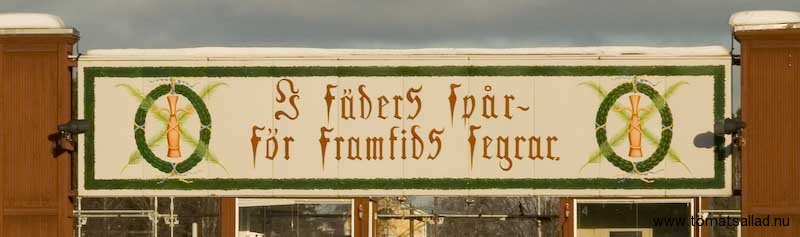 I fäders spår-
för framtids segrar.
www.tomatsallad.nu